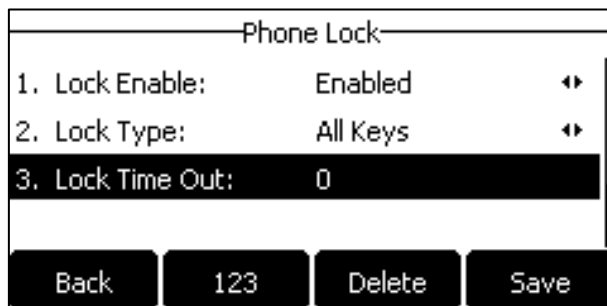 Phone Lock
1. Lock Enable: Enabled
2. Lock Type: All Keys
3. Lock Time Out: 0
Back 123 Delete Save